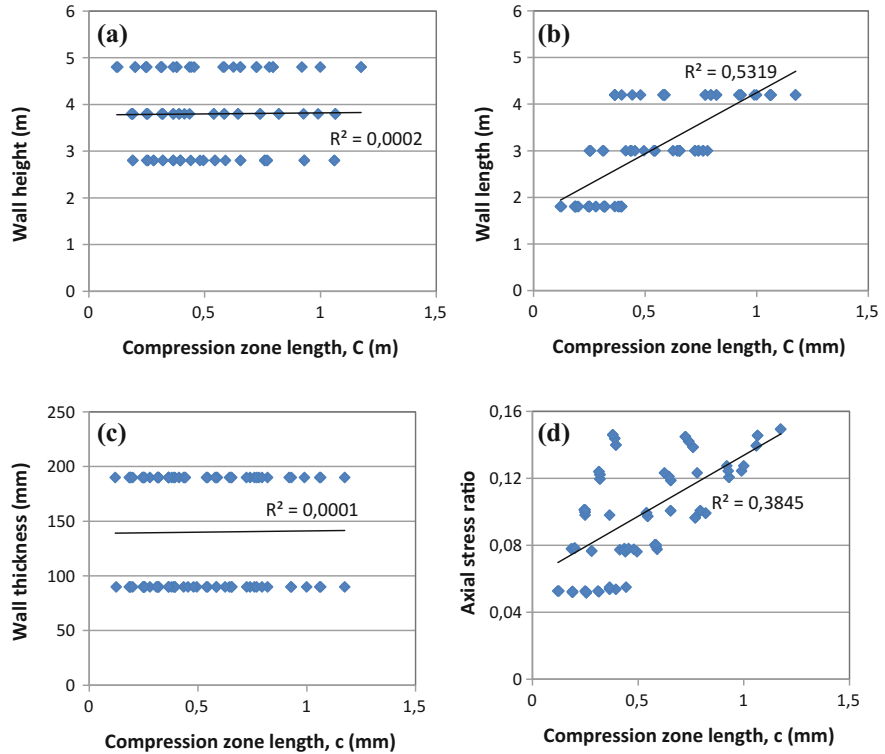 (a)
6
5
4
3
2
1
0
Wall height (m)
R² = 0,0002
0
0,5
1
1,5
Compression zone length, C (m)
(b)
6
5
4
3
2
1
0
Wall length (m)
R² = 0,5319
0
0,5
1
1,5
Compression zone length, C (mm)
(c)
250
200
150
100
50
0
Wall thickness (mm)
R² = 0,0001
0
0,5
1
1,5
Compression zone length, c (mm)
(d)
0,16
0,12
0,08
0,04
0
Axial stress ratio
R² = 0,3845
0
0,5
1
1,5
Compression zone length, c (mm)